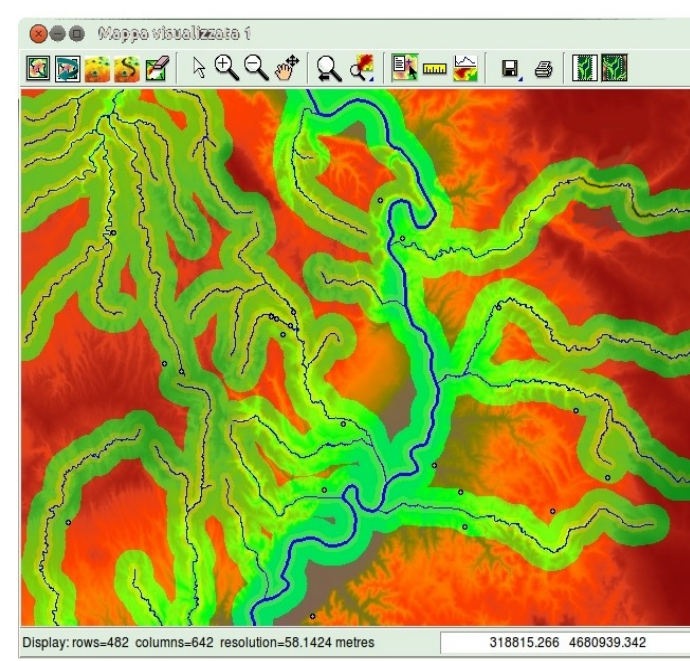 Mappa visualizzata 1
Display: rows=482 columns=642 resolution=58.1424 metres
318815.266 4680939.342